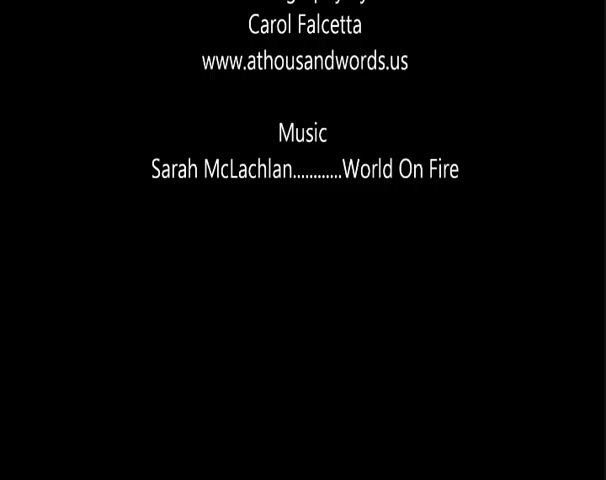 Carol Falcetta
www.athousandwords.us
Music
Sarah McLachlan............World On Fire